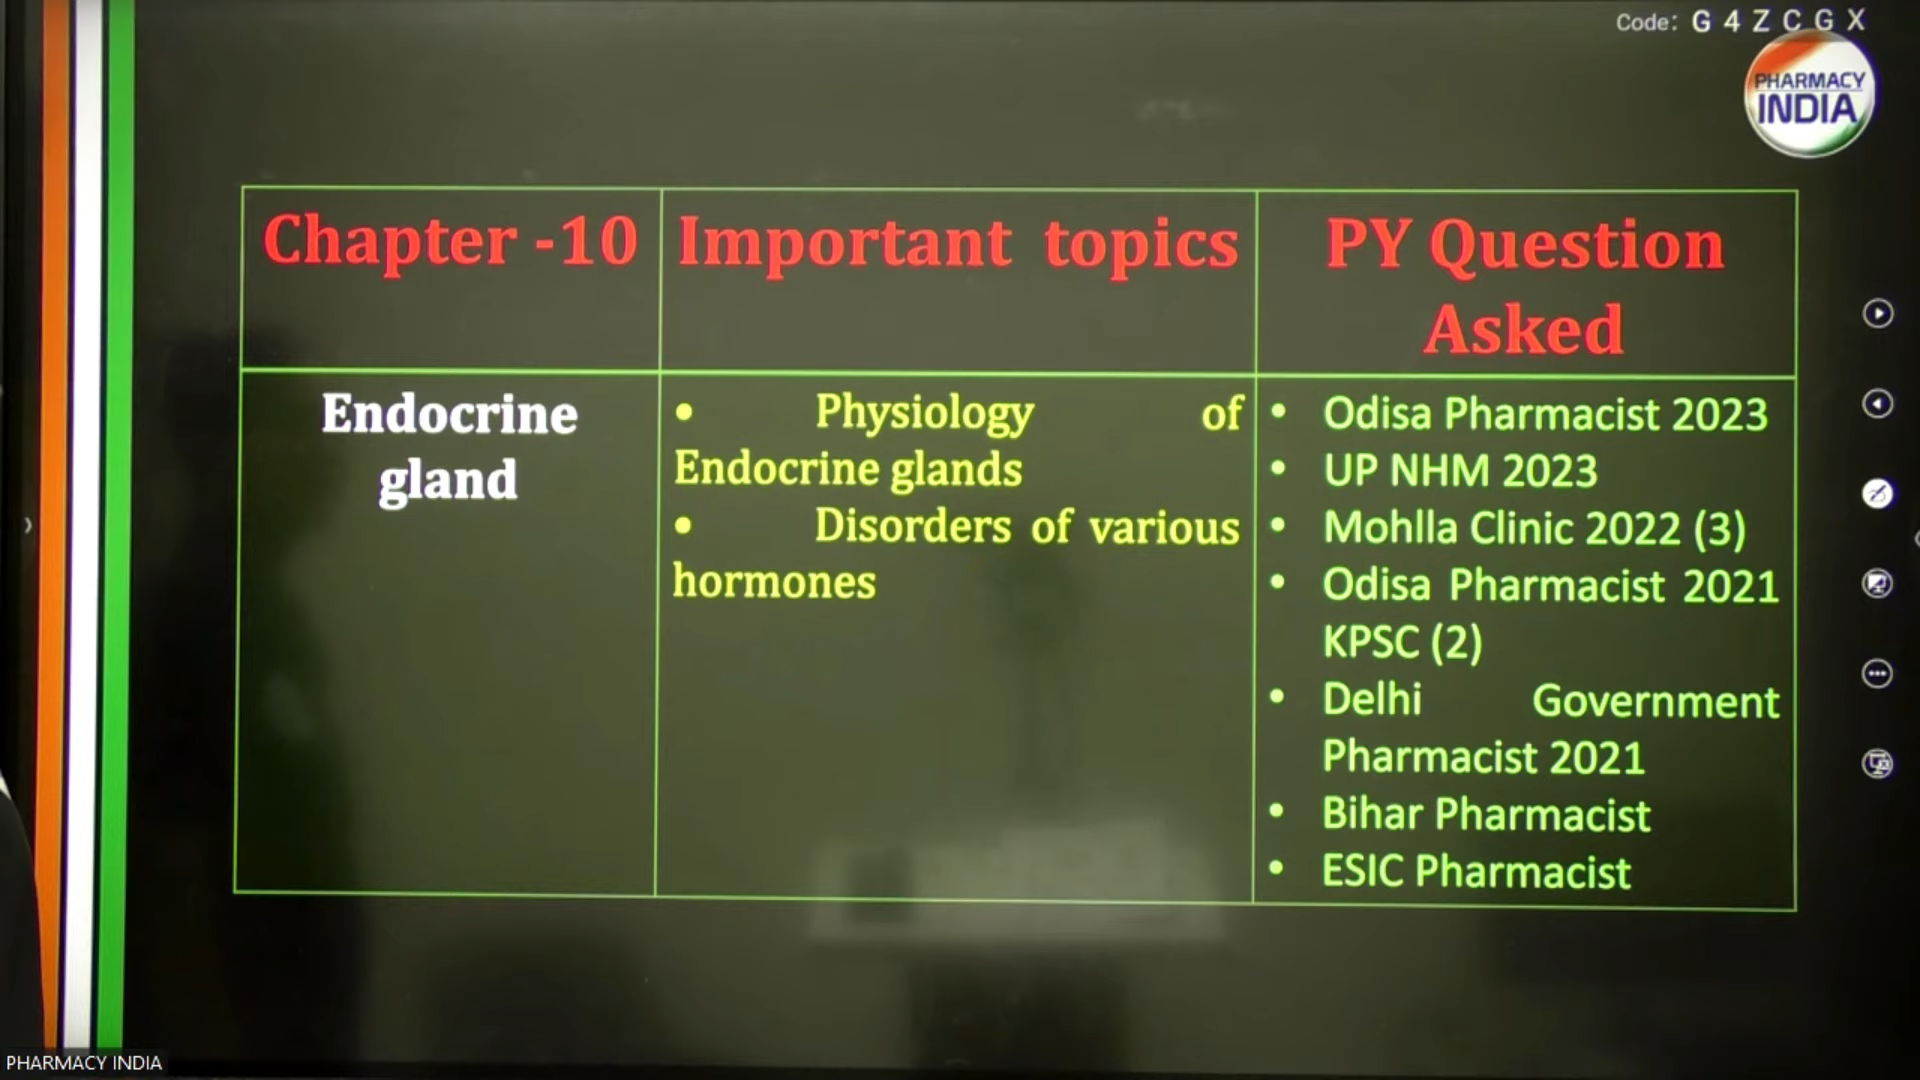 Code: G 4 Z C G X
PHARMACY
INDIA
Chapter -10
Important topics
PY Question
Asked
Endocrine
gland
• Physiology of
Endocrine glands
• Disorders of various
hormones
• Odisa Pharmacist 2023
• UP NHM 2023
• Mohlla Clinic 2022 (3)
• Odisa Pharmacist 2021
KPSC (2)
• Delhi Government
Pharmacist 2021
• Bihar Pharmacist
• ESIC Pharmacist
PHARMACY INDIA